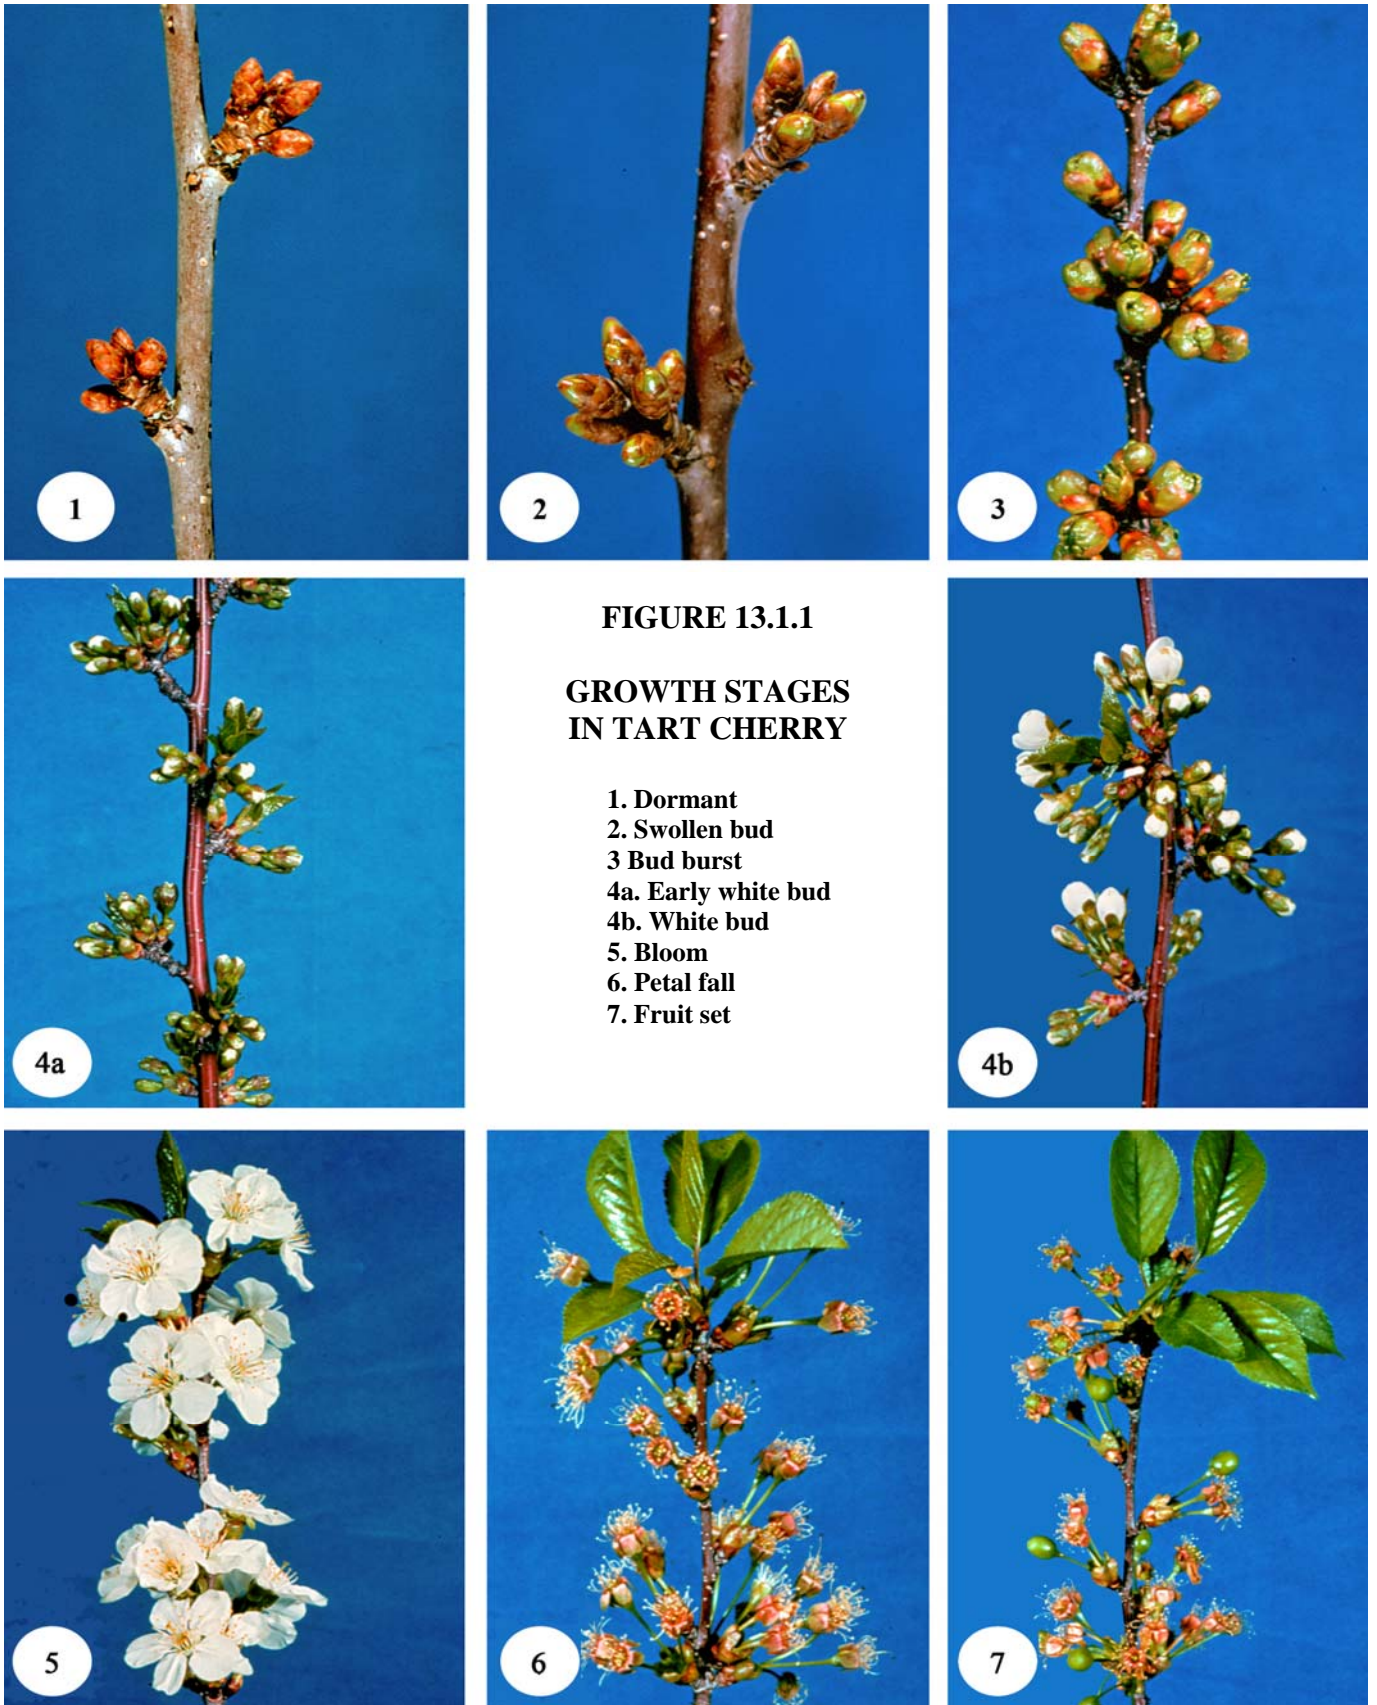 1
2
3
FIGURE 13.1.1
GROWTH STAGES
IN TART CHERRY
1. Dormant
2. Swollen bud
3 Bud burst
4a. Early white bud
4b. White bud
5. Bloom
6. Petal fall
7. Fruit set
4a
4b
5
6
7